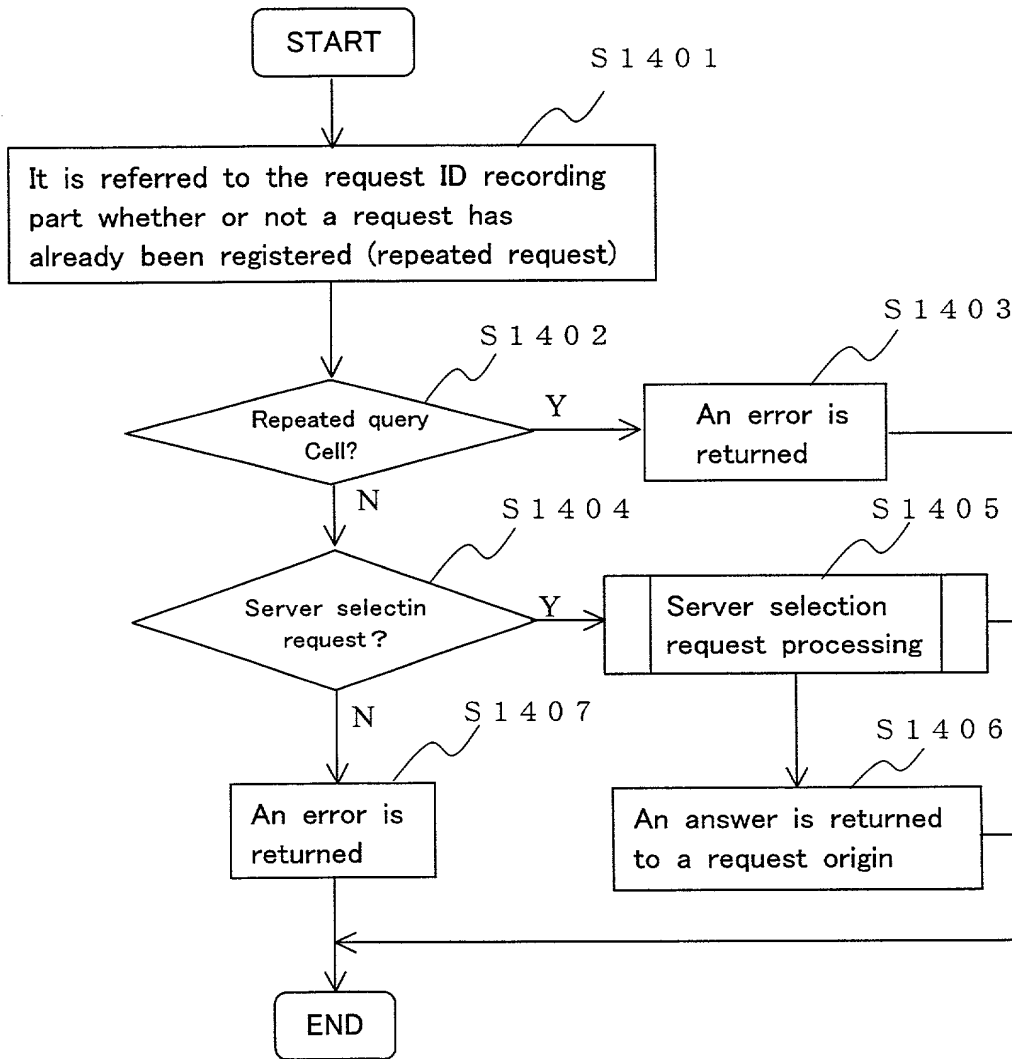 START
S1401
It is referred to the request ID recording
part whether or not a request has
already been registered (repeated request)
S1402
S1403
Repeated query
Cell?
Y
An error is
returned
N
S1404
S1405
Server selectin
request?
Y
Server selection
request processing
N
S1407
S1406
An error is
returned
An answer is returned
to a request origin
END